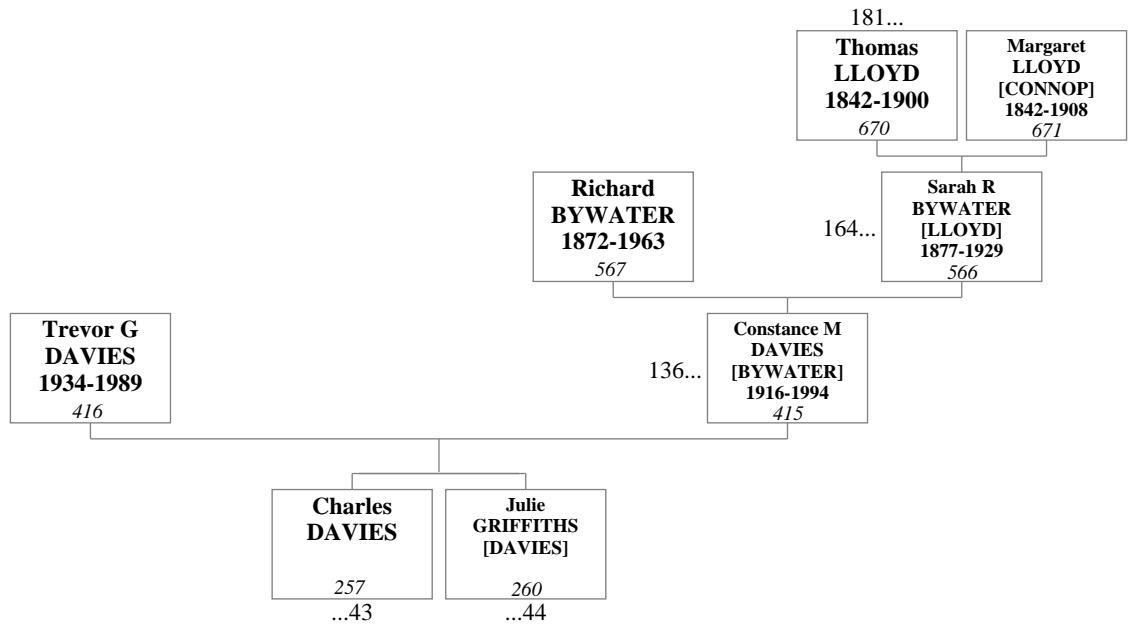 181...
Thomas
LLOYD
1842-1900
670
Margaret
LLOYD
[CONNOP]
1842-1908
671
Richard
BYWATER
1872-1963
567
164...
Sarah R
BYWATER
[LLOYD]
1877-1929
566
Trevor G
DAVIES
1934-1989
416
136...
Constance M
DAVIES
[BYWATER]
1916-1994
415
Charles
DAVIES
257
...43
Julie
GRIFFITHS
[DAVIES]
260
...44